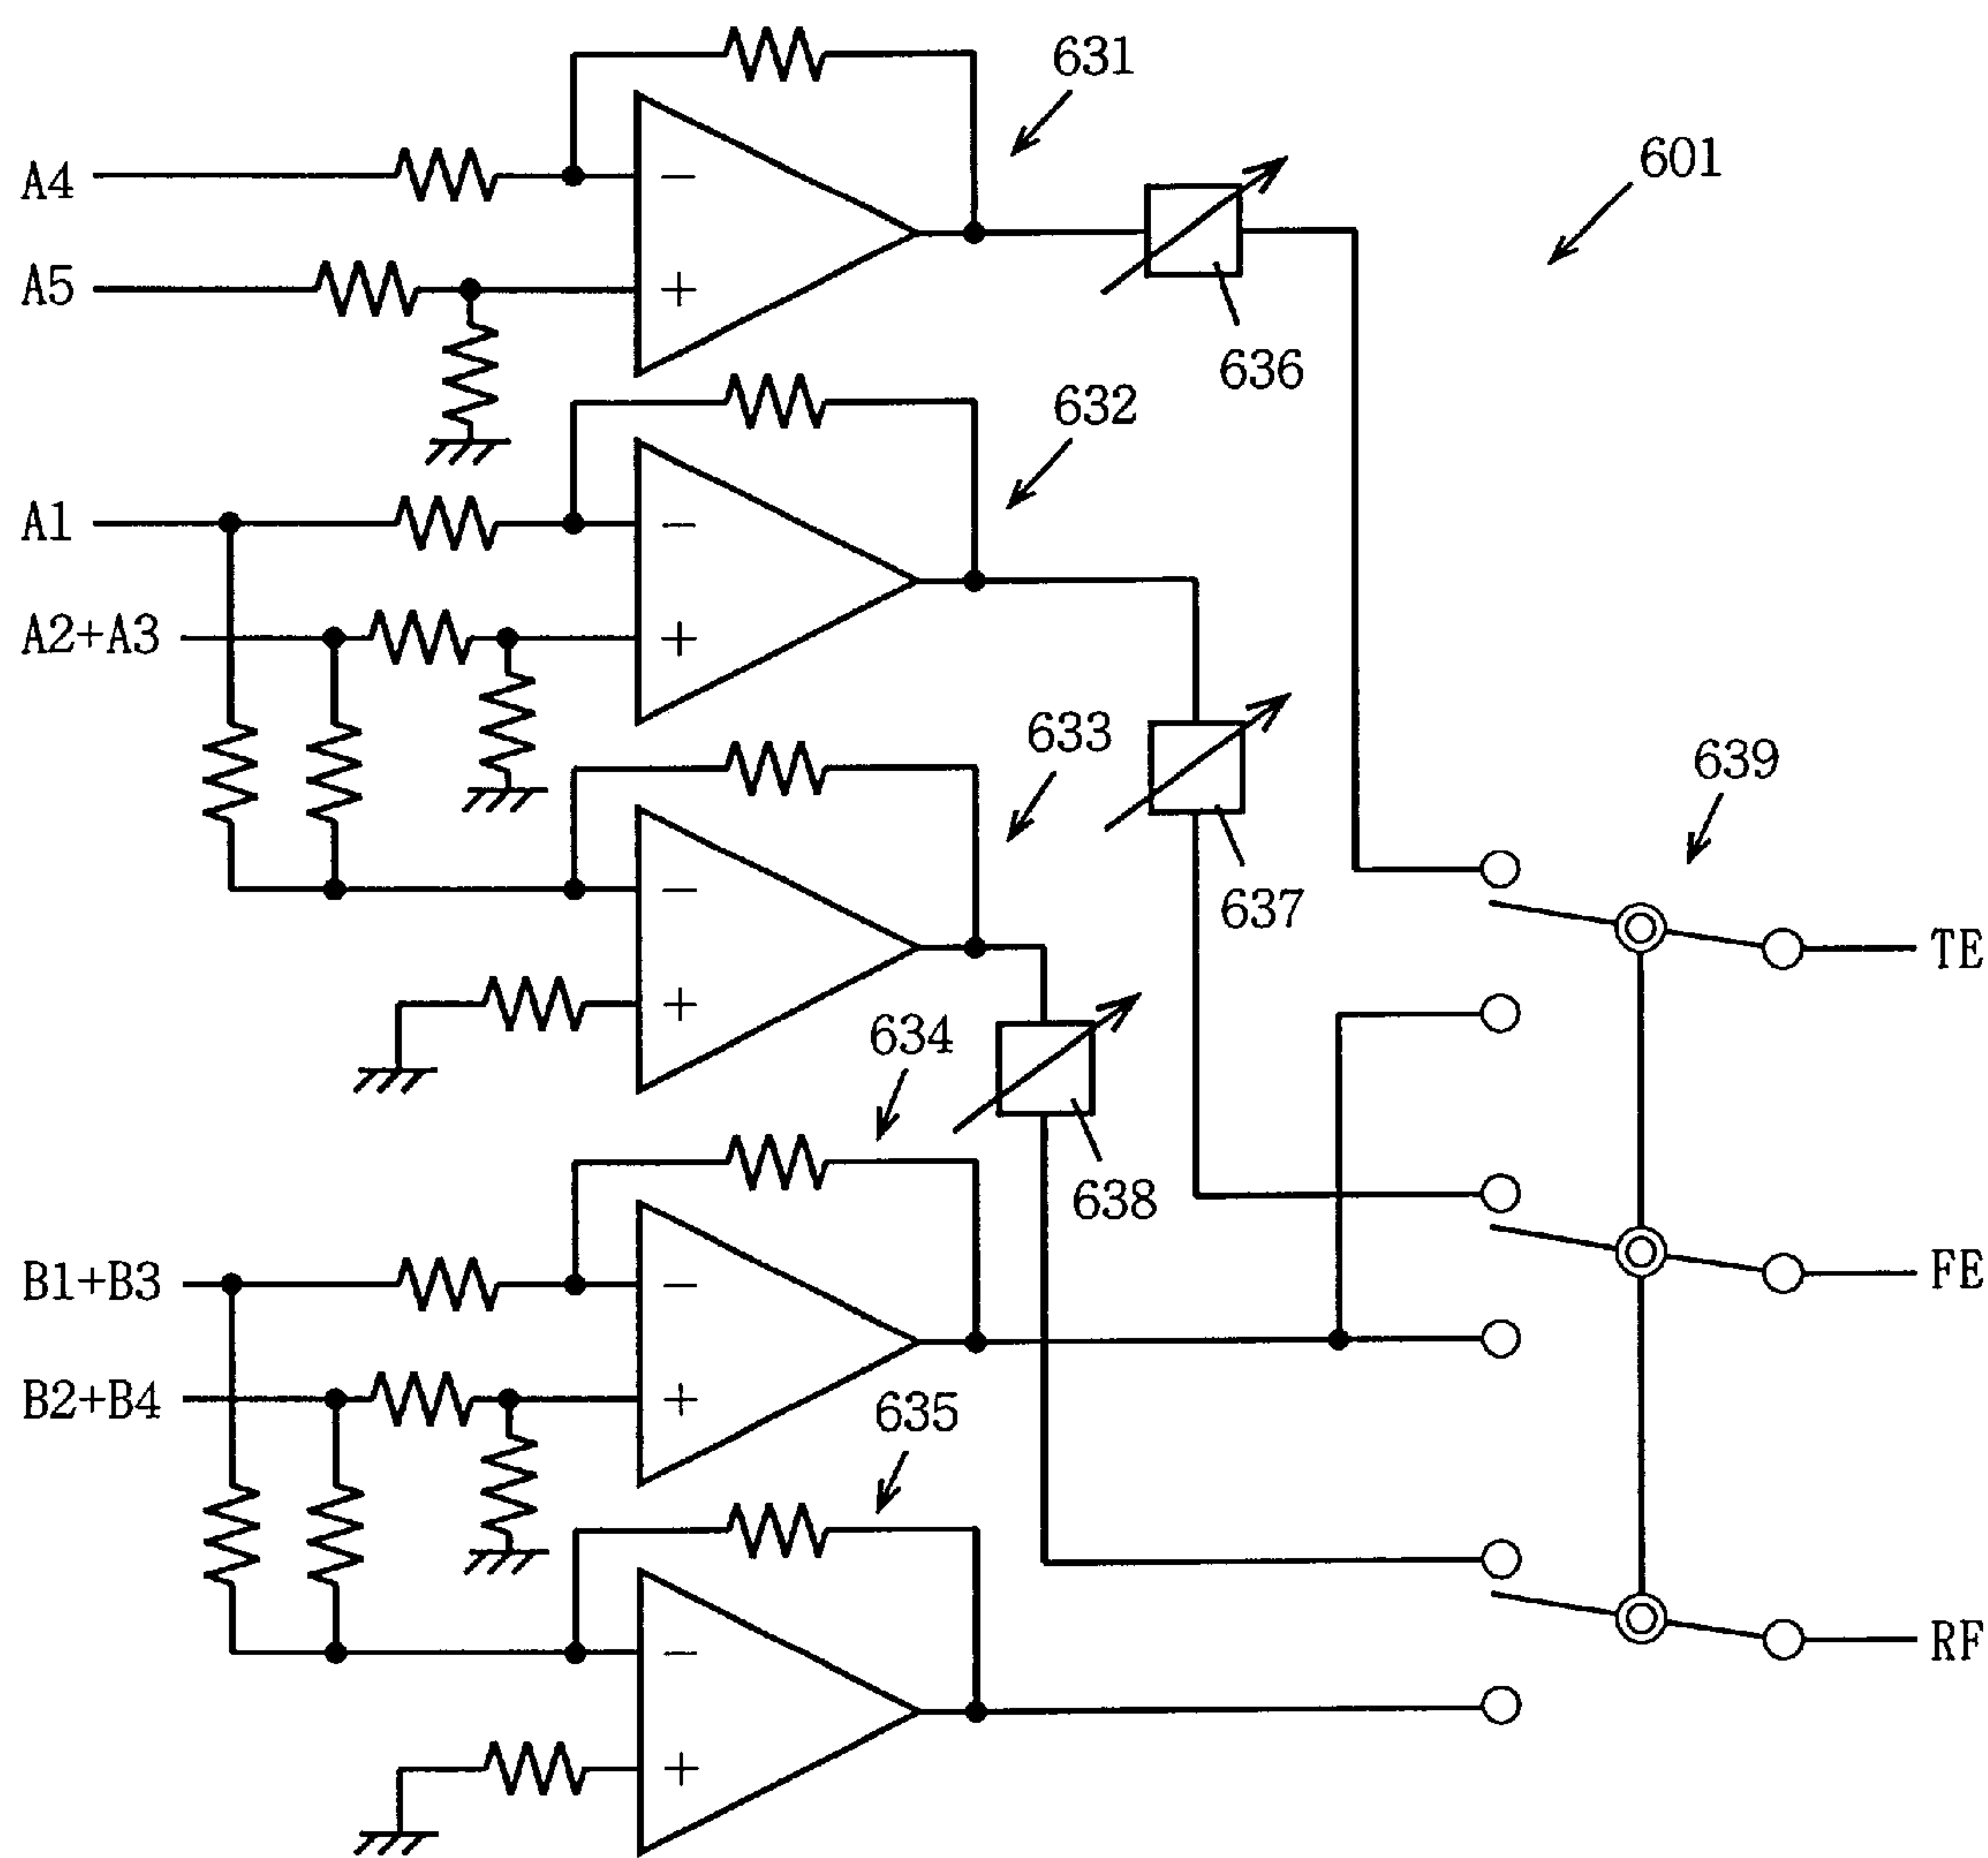 631
601
A4
−
A5
+
636
632
A1
−
A2+A3
+
633
639
637
−
TE
+
634
638
B1+B3
−
FE
B2+B4
+
635
RF
−
+